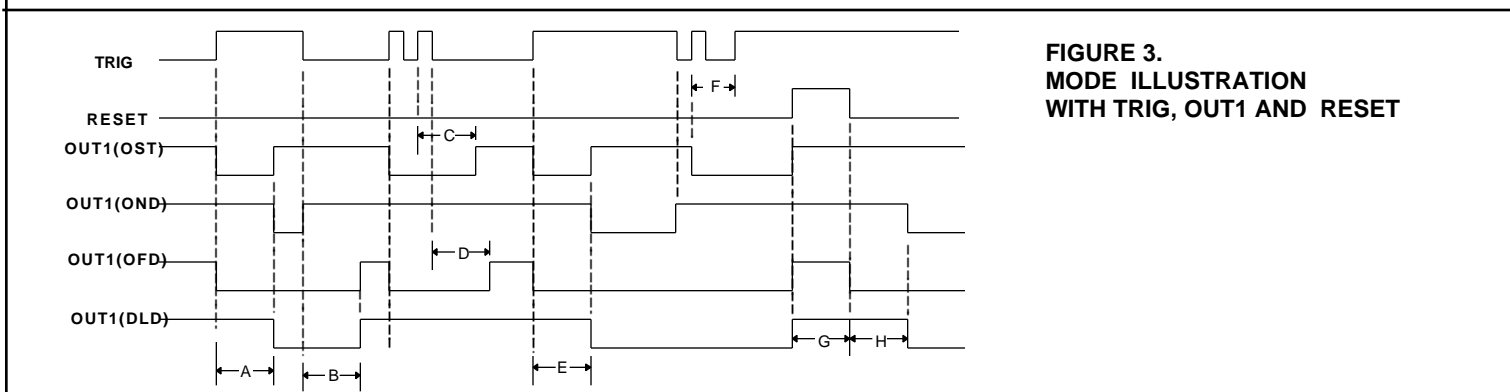 FIGURE 3.
MODE ILLUSTRATION
WITH TRIG, OUT1 AND RESET
TRIG
F
RESET
C
OUT1(OST)
OUT1(OND)
D
OUT1(OFD)
OUT1(DLD)
A
B
E
G
H